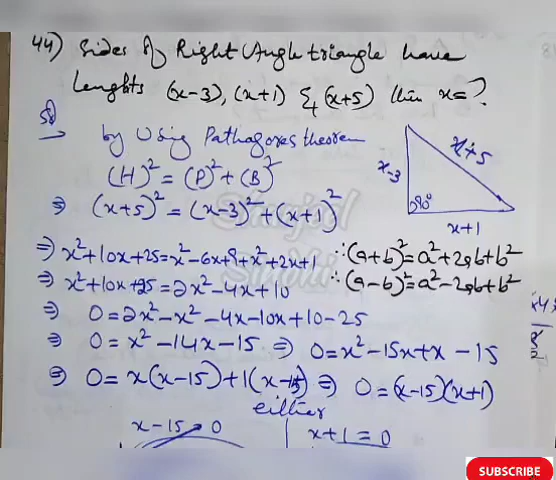 44) Sides of Right Angle triangle have
lenghts (x-3), (x+1) & (x+5) then x=?
Sol
by Using Pathagores theorem
(H)² = (P)² + (B)²
⇒ (x+5)² = (x-3)² + (x+1)²
x-3
x+5
90°
x+1
⇒ x²+10x+25 = x²-6x+9+x²+2x+1 ∵(a+b)²=a²+2ab+b²
⇒ x²+10x+25 = 2x²-4x+10 ∵(a-b)²=a²-2ab+b²
⇒ 0 = 2x²-x²-4x-10x+10-25
⇒ 0 = x²-14x-15 ⇒ 0=x²-15x+x-15
⇒ 0 = x(x-15)+1(x-15) ⇒ 0=(x-15)(x+1)
either
x-15=0 | x+1=0
SUBSCRIBE